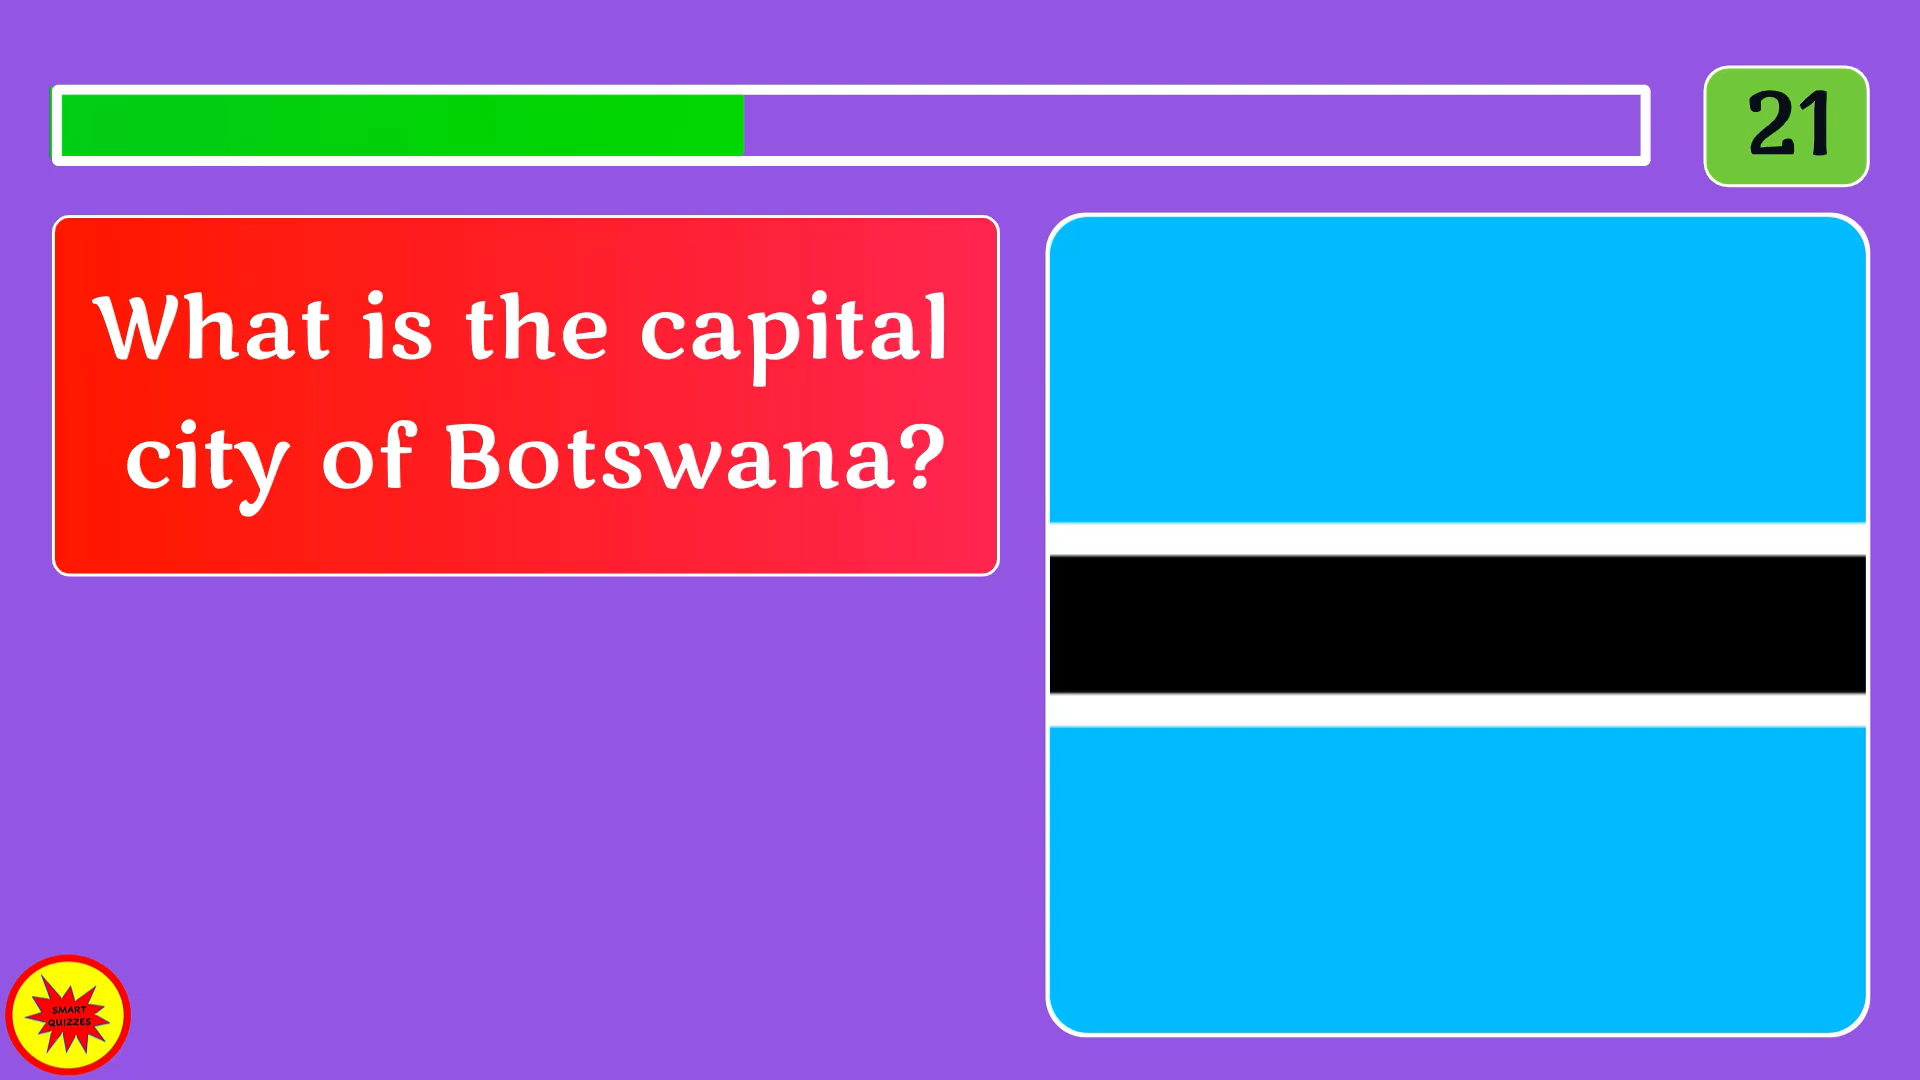 21
What is the capital
city of Botswana?
SMART
QUIZZES